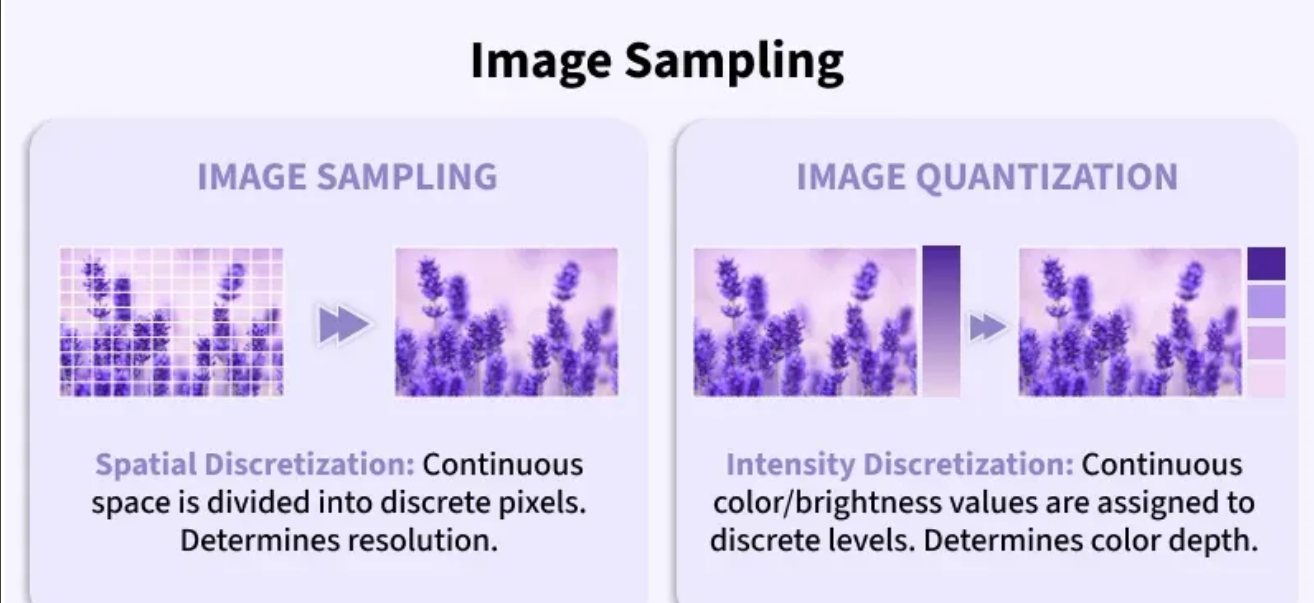 Image Sampling
IMAGE SAMPLING
Spatial Discretization: Continuous
space is divided into discrete pixels.
Determines resolution.
IMAGE QUANTIZATION
Intensity Discretization: Continuous
color/brightness values are assigned to
discrete levels. Determines color depth.